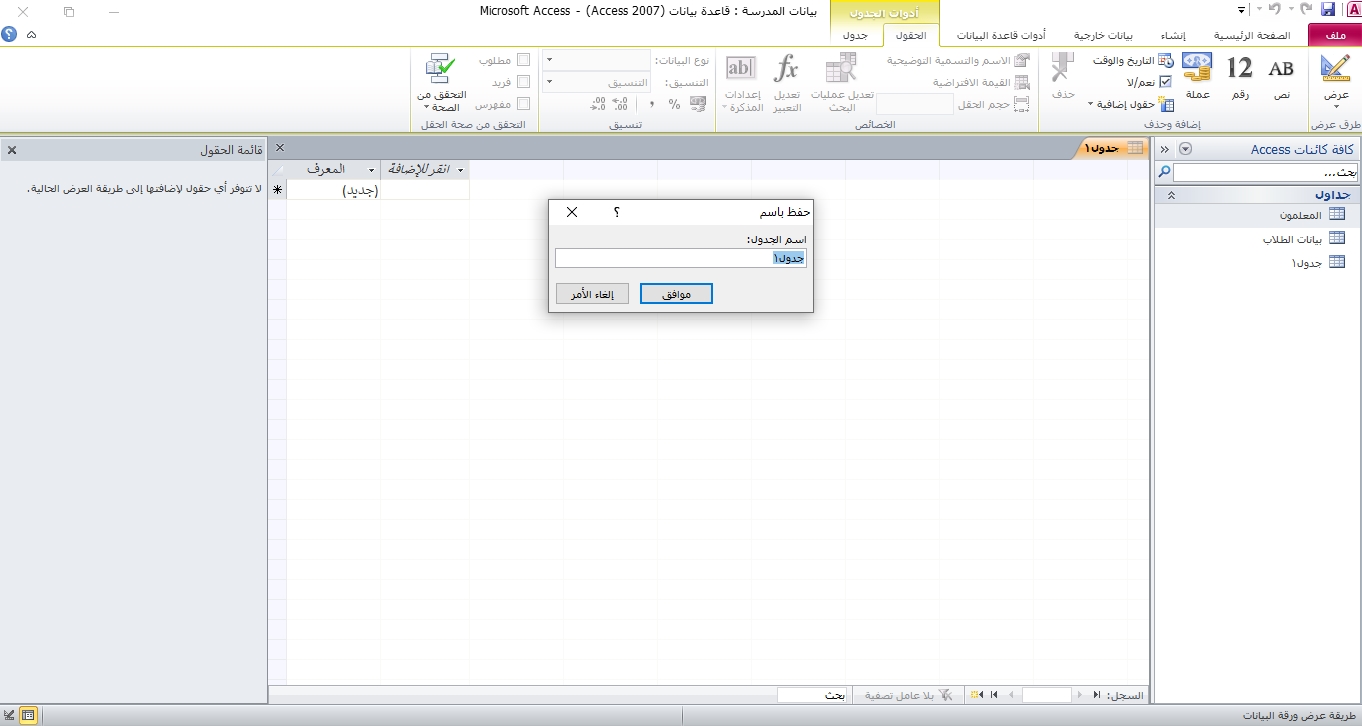 بيانات المدرسة : قاعدة بيانات (Access 2007) - Microsoft Access
أدوات الجدول
ملف
الصفحة الرئيسية
إنشاء
بيانات خارجية
أدوات قاعدة البيانات
الحقول
جدول
عرض
طرق عرض
AB
نص
12
رقم
عملة
التاريخ والوقت
نعم/لا
حقول إضافية
حذف
إضافة وحذف
الاسم والتسمية التوضيحية
القيمة الافتراضية
حجم الحقل
تعديل عمليات البحث
fx
تعديل التعبير
ab
إعدادات المذكرة
الخصائص
نوع البيانات:
التنسيق:
التنسيق
%
تنسيق
مطلوب
فريد
مفهرس
التحقق من الصحة
التحقق من صحة الحقل
كافة كائنات Access
بحث...
جداول
المعلمون
بيانات الطلاب
جدول١
جدول١
المعرف
انقر للإضافة
(جديد)
قائمة الحقول
لا تتوفر أي حقول لإضافتها إلى طريقة العرض الحالية.
حفظ باسم
؟
اسم الجدول:
جدول١
موافق
إلغاء الأمر
السجل:
بلا عامل تصفية
بحث
طريقة عرض ورقة البيانات